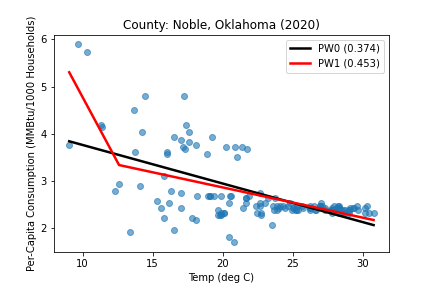 County: Noble, Oklahoma (2020)
PW0 (0.374)
PW1 (0.453)
Per-Capita Consumption (MMBtu/1000 Households)
6
5
4
3
2
10
15
20
25
30
Temp (deg C)